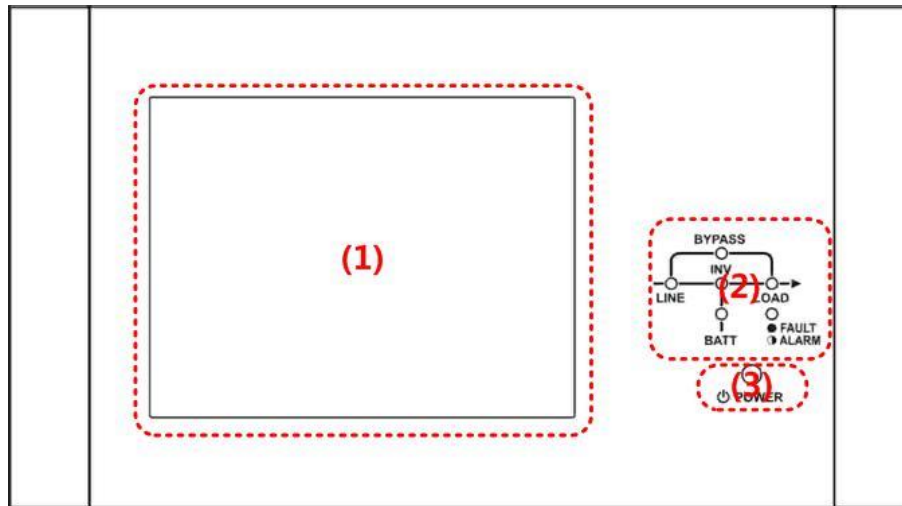 BYPASS
INV
(1)
(2)
LINE
LOAD
● FAULT
BATT
◑ ALARM
(3)
⏻ POWER